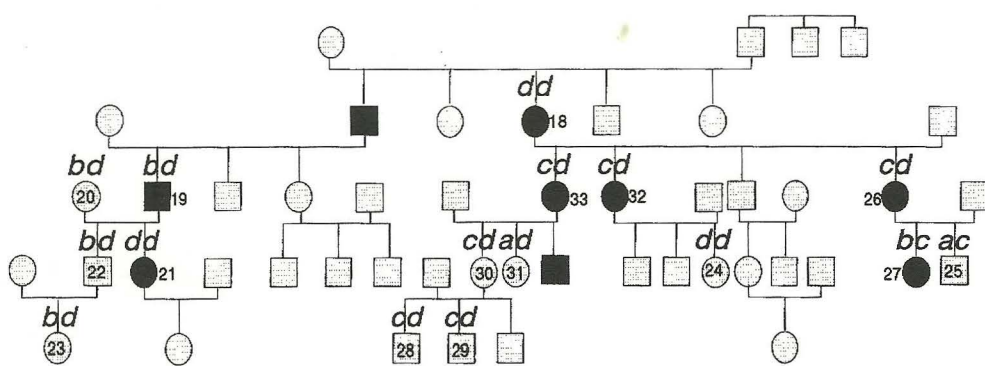 dd
18
bd bd cd cd cd
20 19 33 32 26
bd dd cd ad dd bc ac
22 21 30 31 24 27 25
bd cd cd
23 28 29